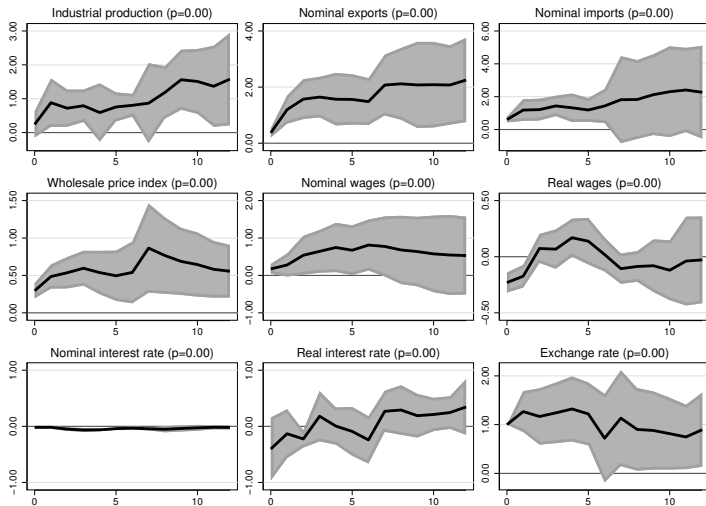 Industrial production (p=0.00)
0.00 1.00 2.00 3.00
0 5 10
Nominal exports (p=0.00)
0.00 2.00 4.00
0 5 10
Nominal imports (p=0.00)
0.00 2.00 4.00 6.00
0 5 10
Wholesale price index (p=0.00)
0.00 0.50 1.00 1.50
0 5 10
Nominal wages (p=0.00)
−1.00 0.00 1.00 2.00
0 5 10
Real wages (p=0.00)
−0.50 0.00 0.50
0 5 10
Nominal interest rate (p=0.00)
−1.00 0.00 1.00
0 5 10
Real interest rate (p=0.00)
−1.00 0.00 1.00
0 5 10
Exchange rate (p=0.00)
0.00 1.00 2.00
0 5 10